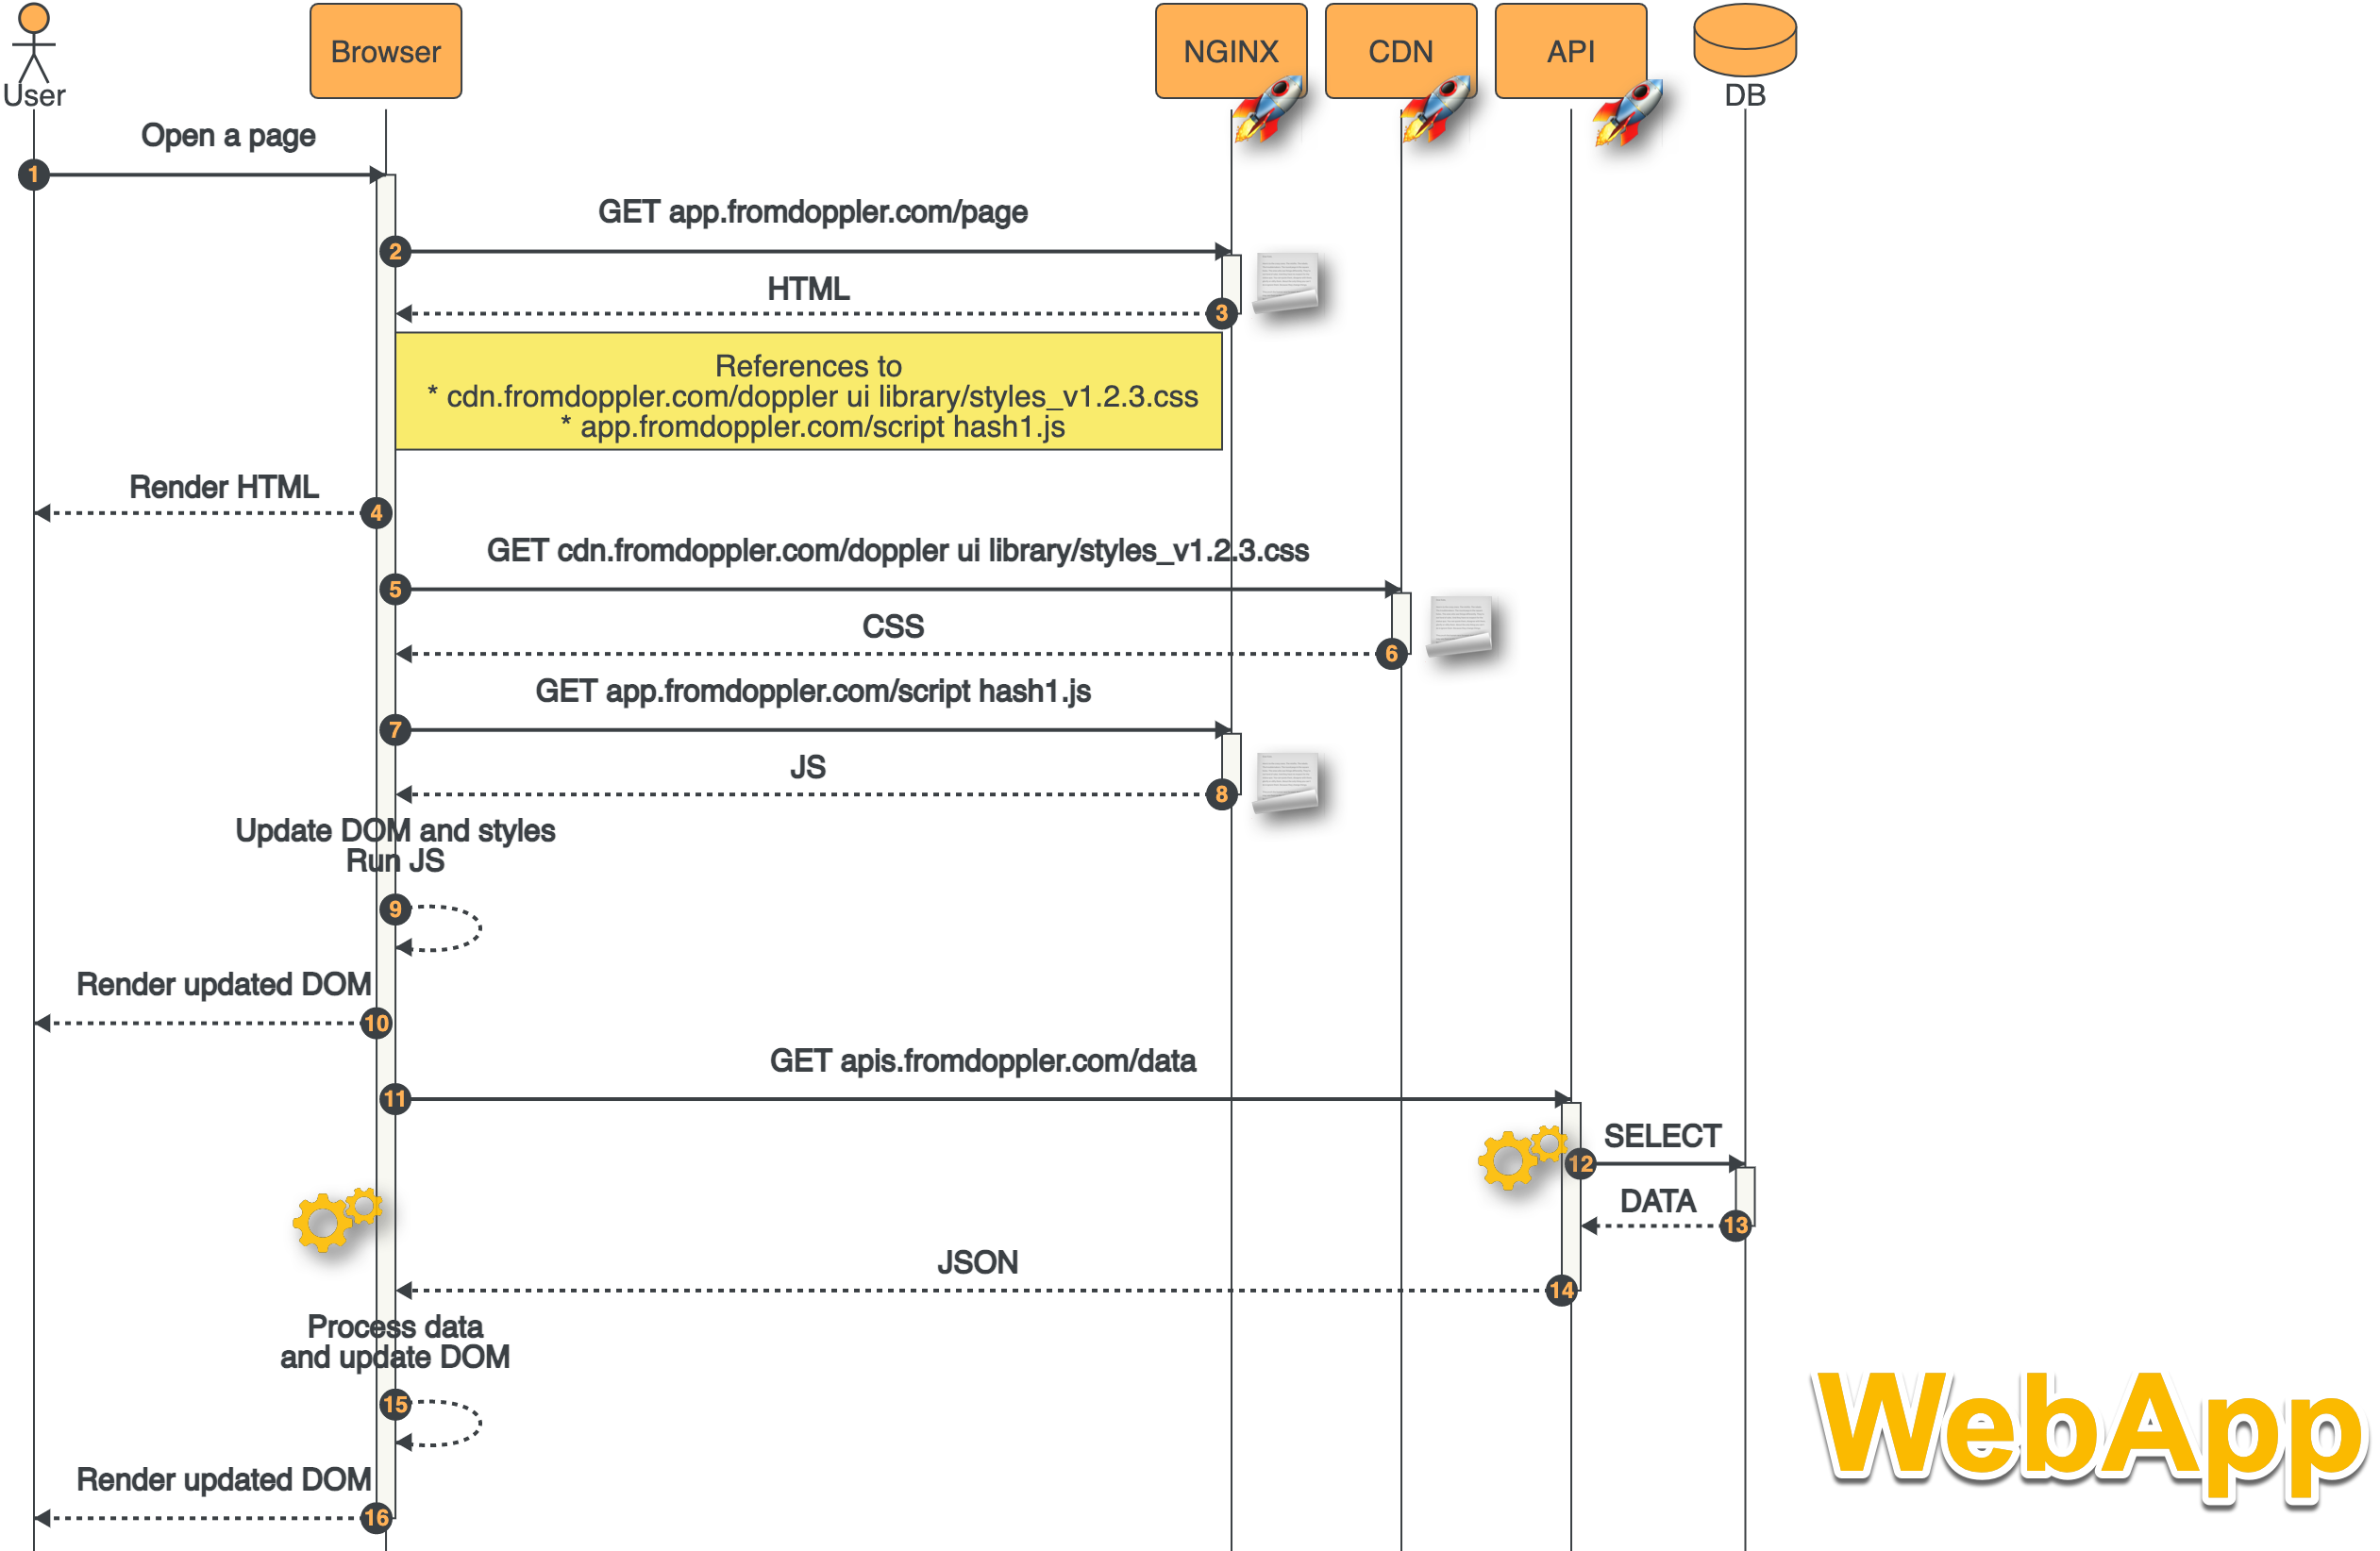 User
Browser
NGINX
CDN
API
DB
Open a page
1
GET app.fromdoppler.com/page
2
HTML
3
References to
* cdn.fromdoppler.com/doppler ui library/styles_v1.2.3.css
* app.fromdoppler.com/script hash1.js
Render HTML
4
GET cdn.fromdoppler.com/doppler ui library/styles_v1.2.3.css
5
CSS
6
GET app.fromdoppler.com/script hash1.js
7
JS
8
Update DOM and styles
Run JS
9
Render updated DOM
10
GET apis.fromdoppler.com/data
11
SELECT
12
DATA
13
JSON
14
Process data
and update DOM
15
Render updated DOM
16
WebApp